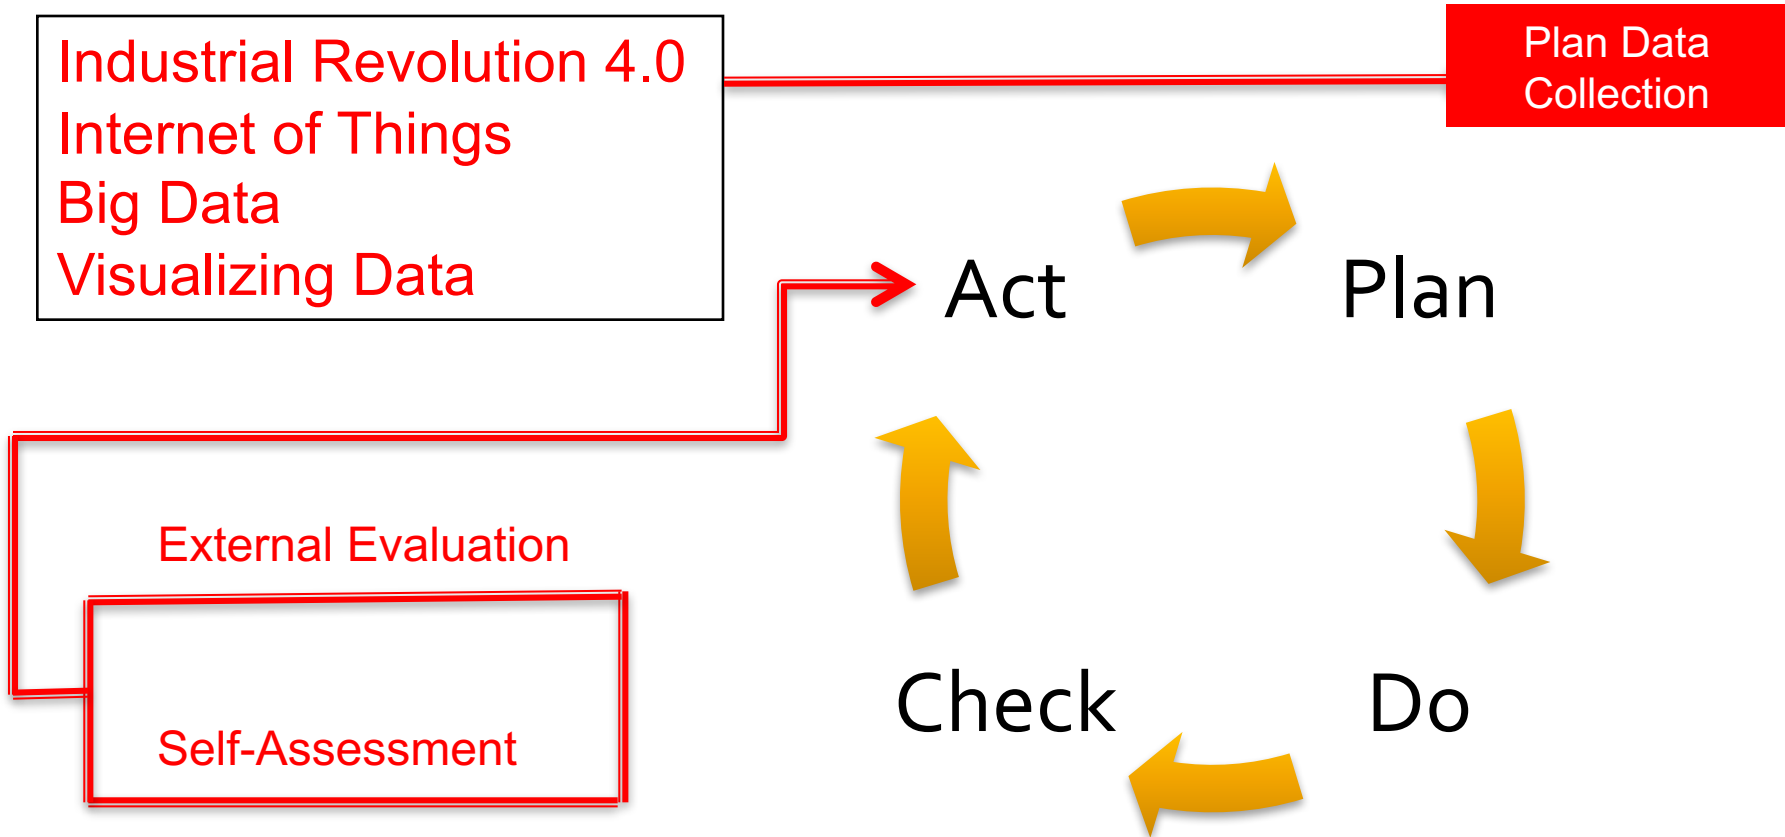 Industrial Revolution 4.0
Internet of Things
Big Data
Visualizing Data
Plan Data
Collection
Act
Plan
External Evaluation
Self-Assessment
Check
Do